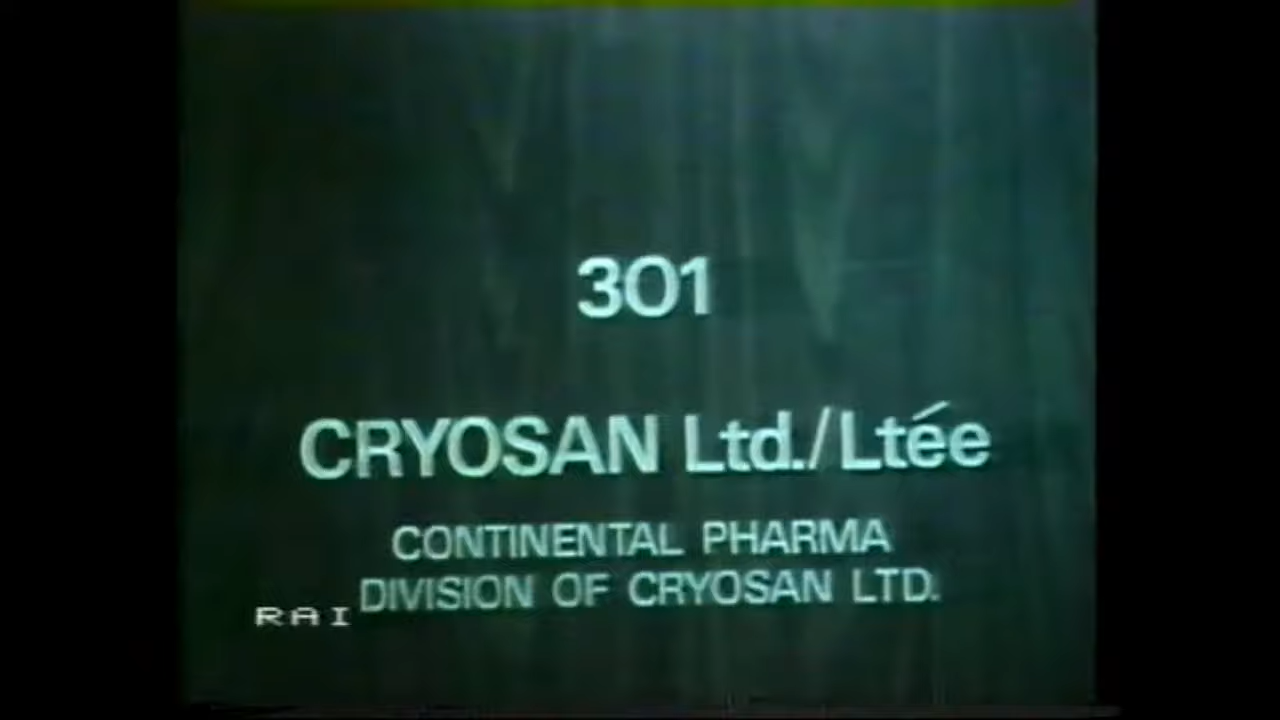 301
CRYOSAN Ltd./Ltée
CONTINENTAL PHARMA
DIVISION OF CRYOSAN LTD.
RAI